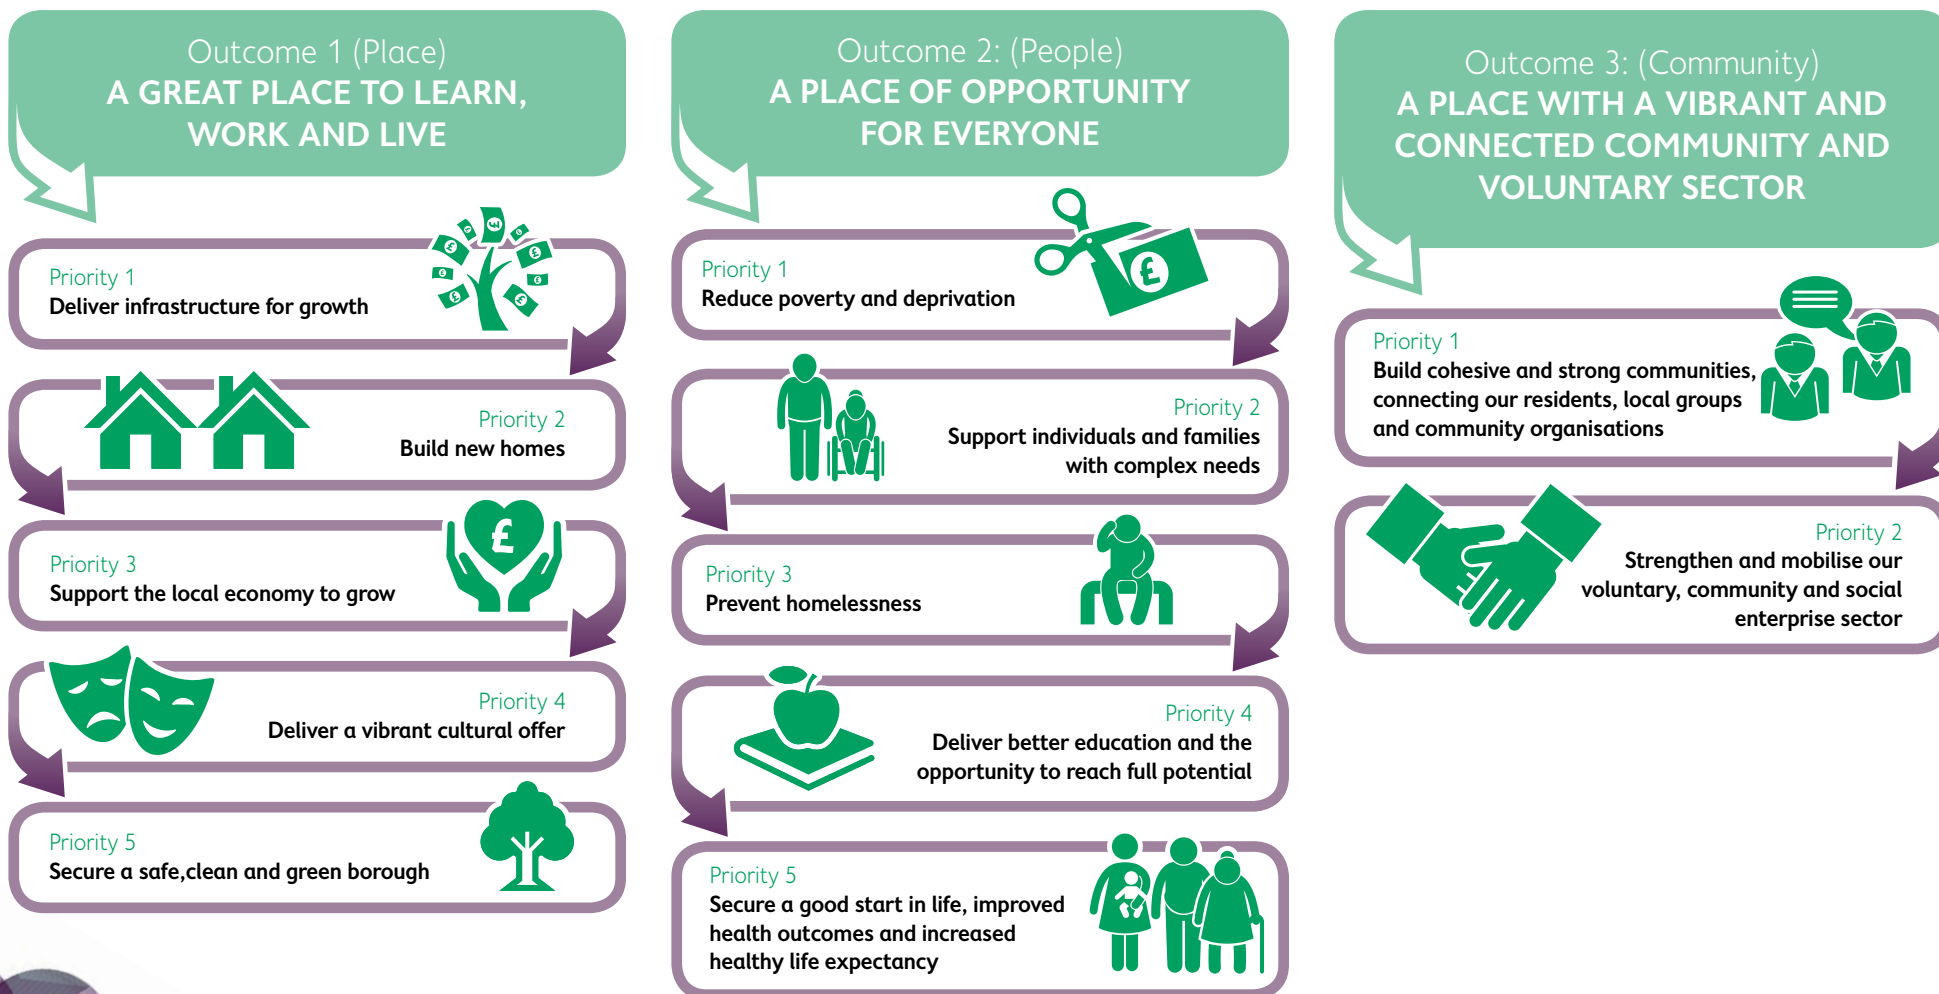 Outcome 1 (Place)
A GREAT PLACE TO LEARN,
WORK AND LIVE
Priority 1
Deliver infrastructure for growth
£
£
£
£
£
£
£
£
£
Priority 2
Build new homes
Priority 3
Support the local economy to grow
£
Priority 4
Deliver a vibrant cultural offer
Priority 5
Secure a safe,clean and green borough
Outcome 2: (People)
A PLACE OF OPPORTUNITY
FOR EVERYONE
Priority 1
Reduce poverty and deprivation
£
Priority 2
Support individuals and families
with complex needs
Priority 3
Prevent homelessness
Priority 4
Deliver better education and the
opportunity to reach full potential
Priority 5
Secure a good start in life, improved
health outcomes and increased
healthy life expectancy
Outcome 3: (Community)
A PLACE WITH A VIBRANT AND
CONNECTED COMMUNITY AND
VOLUNTARY SECTOR
Priority 1
Build cohesive and strong communities,
connecting our residents, local groups
and community organisations
Priority 2
Strengthen and mobilise our
voluntary, community and social
enterprise sector